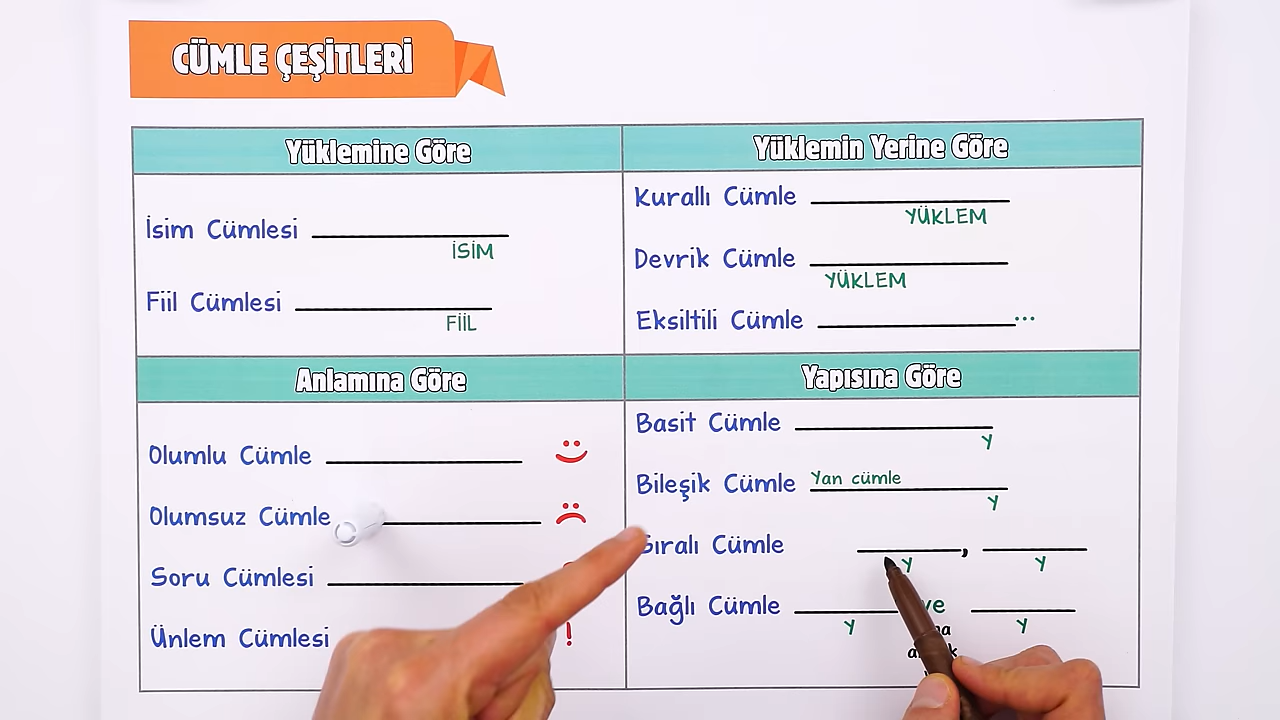 CÜMLE ÇEŞİTLERİ
Yüklemine Göre
İsim Cümlesi
İSİM
Fiil Cümlesi
FİİL
Yüklemin Yerine Göre
Kurallı Cümle
YÜKLEM
Devrik Cümle
YÜKLEM
Eksiltili Cümle ...
Anlamına Göre
Olumlu Cümle
Olumsuz Cümle
Soru Cümlesi
Ünlem Cümlesi !
Yapısına Göre
Basit Cümle
Y
Bileşik Cümle Yan cümle
Y
Sıralı Cümle ,
Y Y
Bağlı Cümle ve
Y Y